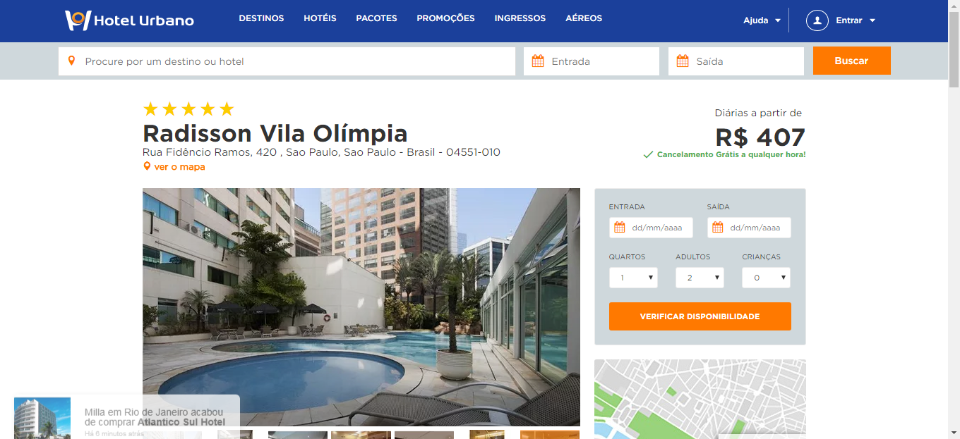 Hotel Urbano
DESTINOS HOTÉIS PACOTES PROMOÇÕES INGRESSOS AÉREOS
Ajuda Entrar
Procure por um destino ou hotel Entrada Saída Buscar
Radisson Vila Olímpia
Rua Fidêncio Ramos, 420 , Sao Paulo, Sao Paulo - Brasil - 04551-010
ver o mapa
Diárias a partir de
R$ 407
Cancelamento Grátis a qualquer hora!
ENTRADA SAÍDA
dd/mm/aaaa dd/mm/aaaa
QUARTOS ADULTOS CRIANÇAS
1 2 0
VERIFICAR DISPONIBILIDADE
Milla em Rio de Janeiro acabou
de comprar Atlantico Sul Hotel
Há 6 minutos atrás